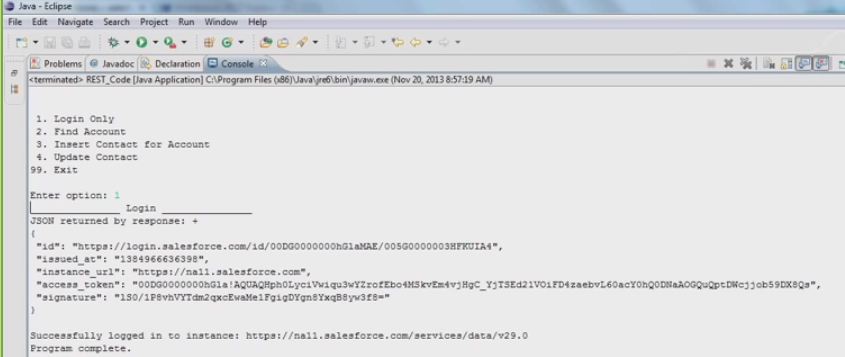 Java - Eclipse
File Edit Navigate Search Project Run Window Help
Problems @ Javadoc Declaration Console
<terminated> REST_Code [Java Application] C:\Program Files (x86)\Java\jre6\bin\javaw.exe (Nov 20, 2013 8:57:19 AM)
1. Login Only
2. Find Account
3. Insert Contact for Account
4. Update Contact
99. Exit
Enter option: 1
_______________ Login _______________
JSON returned by response: +
{
"id": "https://login.salesforce.com/id/00DG0000000hGlaMAE/005G0000003HFKUIA4",
"issued_at": "1384966636398",
"instance_url": "https://na11.salesforce.com",
"access_token": "00DG0000000hGla!AQUAQHph0LyciVwiqu3wYZrofEbo4MSkvEm4vjHgC_YjTSEd21VOiFD4zaebvL60acY0hQ0DNaAOGQuQptDWcjjob59DX8Qs",
"signature": "lS0/1P8vhVYTdm2qxcEwaMe1FgigDYgn8YxqB8yw3f8="
}
Successfully logged in to instance: https://na11.salesforce.com/services/data/v29.0
Program complete.